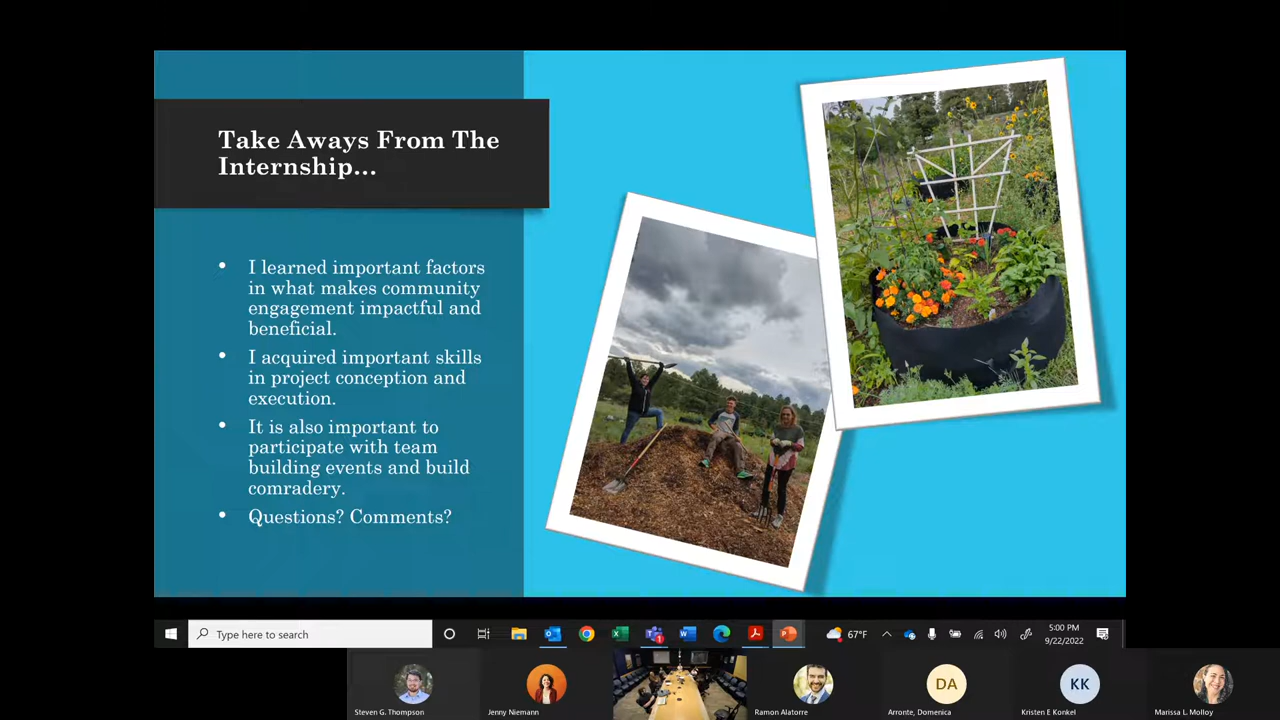 Take Aways From The
Internship...
• I learned important factors
in what makes community
engagement impactful and
beneficial.
• I acquired important skills
in project conception and
execution.
• It is also important to
participate with team
building events and build
comradery.
• Questions? Comments?
Type here to search
67°F
5:00 PM
9/22/2022
DA
KK
Steven G. Thompson
Jenny Niemann
Ramon Alatorre
Arronte, Domenica
Kristen E Konkel
Marissa L. Molloy